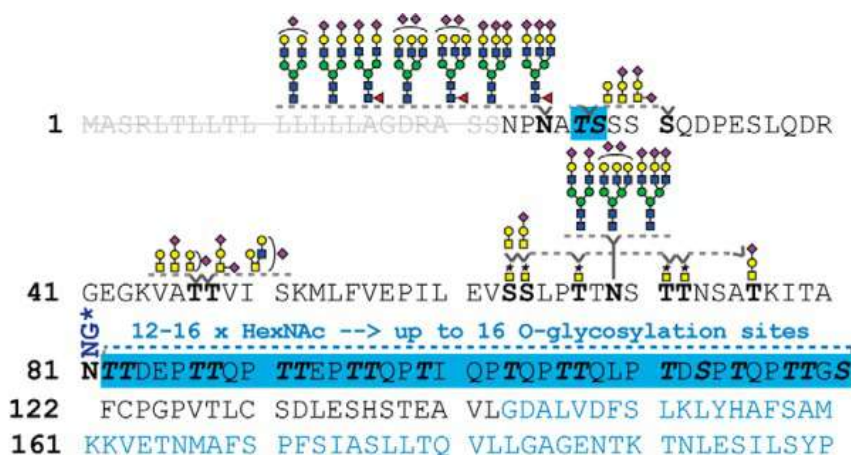 1 MASRLTLLTL LLLLLAGDRA SSNPNATSSS SQDPESLQDR
* * * * *
41 GEGKVATTVI SKMLFVEPIL EVSSLPTTNS TTNSATKITA
NG*
12-16 x HexNAc --> up to 16 O-glycosylation sites
81 NTTDEPTTQP TTEPTTQPTI QPTQPTTQLP TDSPTQPTTGS
122 FCPGPVTLC SDLESHSTEA VLGDALVDFS LKLYHAFSAM
161 KKVETNMAFS PFSIASLLTQ VLLGAGENTK TNLESILSYP